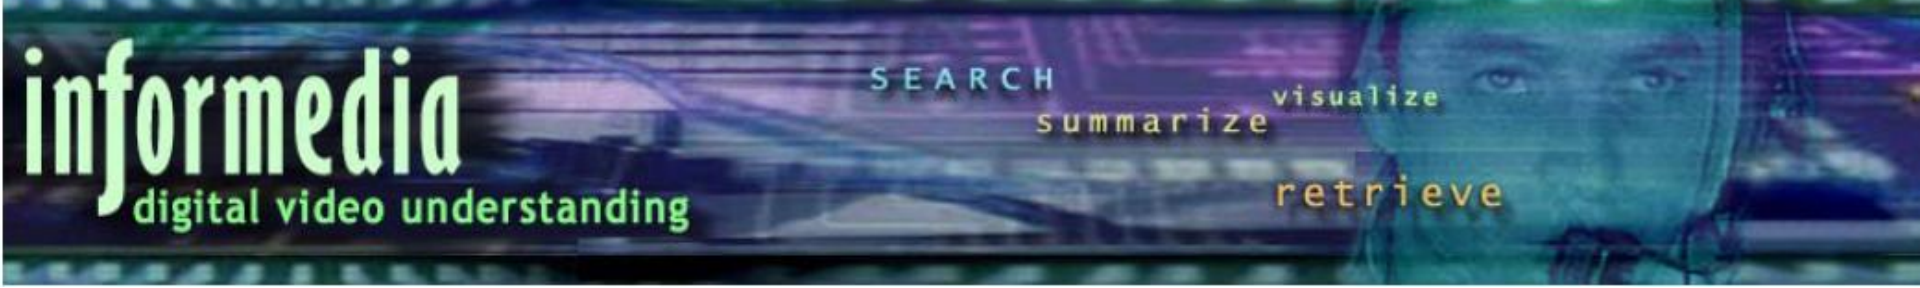 informedia
digital video understanding
SEARCH
summarize
visualize
retrieve